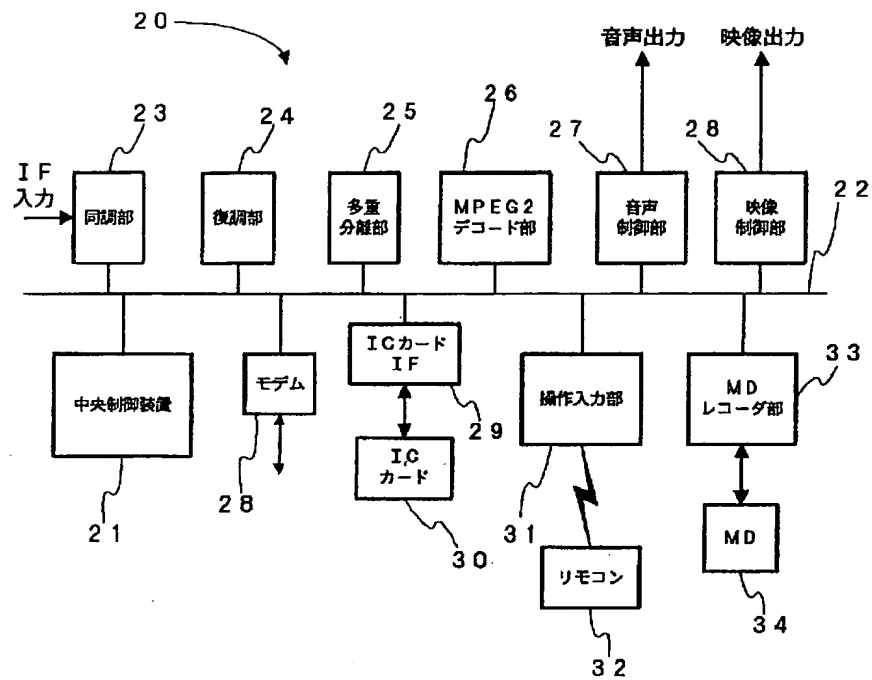 20
音声出力
映像出力
23
24
25
26
27
28
IF
入力
同調部
復調部
多重
分離部
MPEG2
デコード部
音声
制御部
映像
制御部
22
中央制御装置
モデム
ICカード
IF
操作入力部
MD
レコーダ部
33
21
28
29
IC
カード
30
31
リモコン
32
MD
34